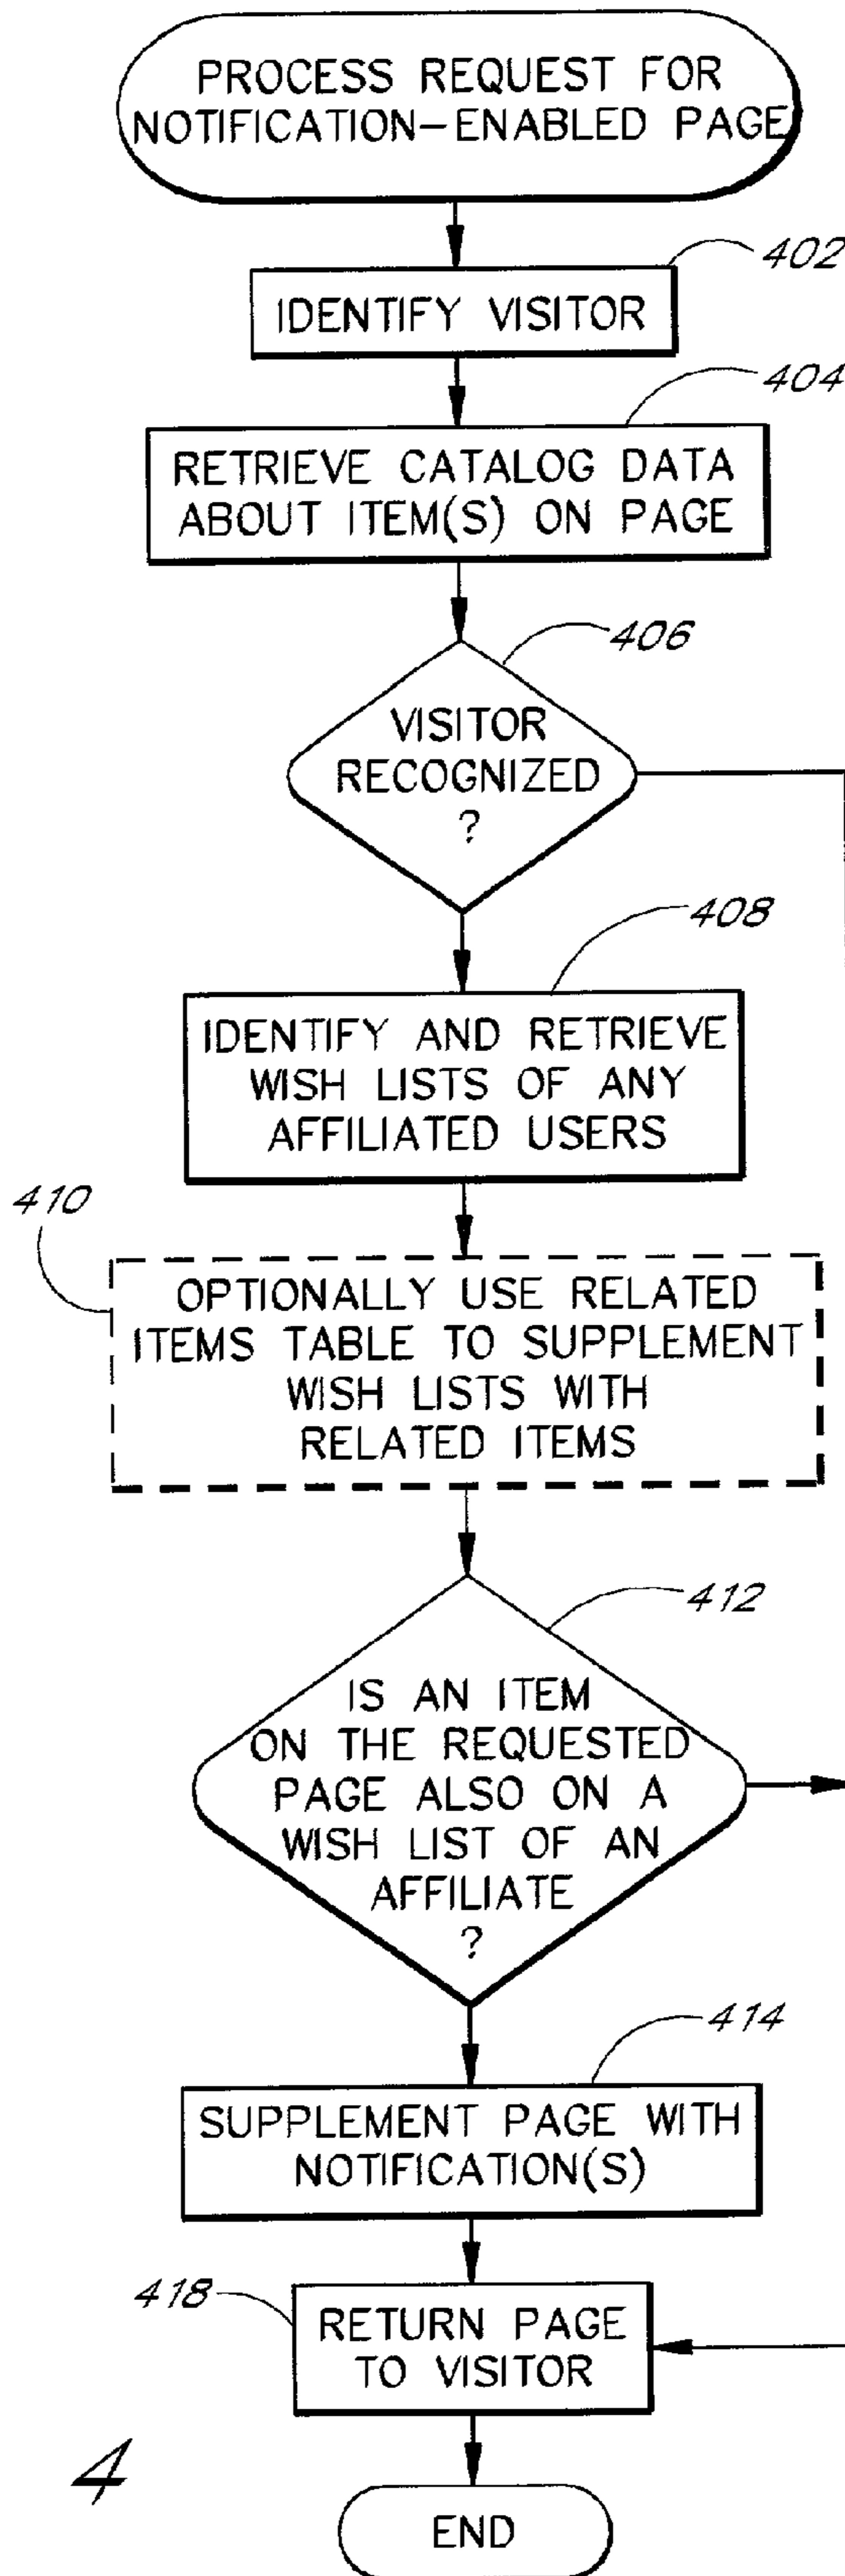 PROCESS REQUEST FOR
NOTIFICATION-ENABLED PAGE
402
IDENTIFY VISITOR
404
RETRIEVE CATALOG DATA
ABOUT ITEM(S) ON PAGE
406
VISITOR
RECOGNIZED
?
408
IDENTIFY AND RETRIEVE
WISH LISTS OF ANY
AFFILIATED USERS
410
OPTIONALLY USE RELATED
ITEMS TABLE TO SUPPLEMENT
WISH LISTS WITH
RELATED ITEMS
412
IS AN ITEM
ON THE REQUESTED
PAGE ALSO ON A
WISH LIST OF AN
AFFILIATE
?
414
SUPPLEMENT PAGE WITH
NOTIFICATION(S)
418
RETURN PAGE
TO VISITOR
4
END